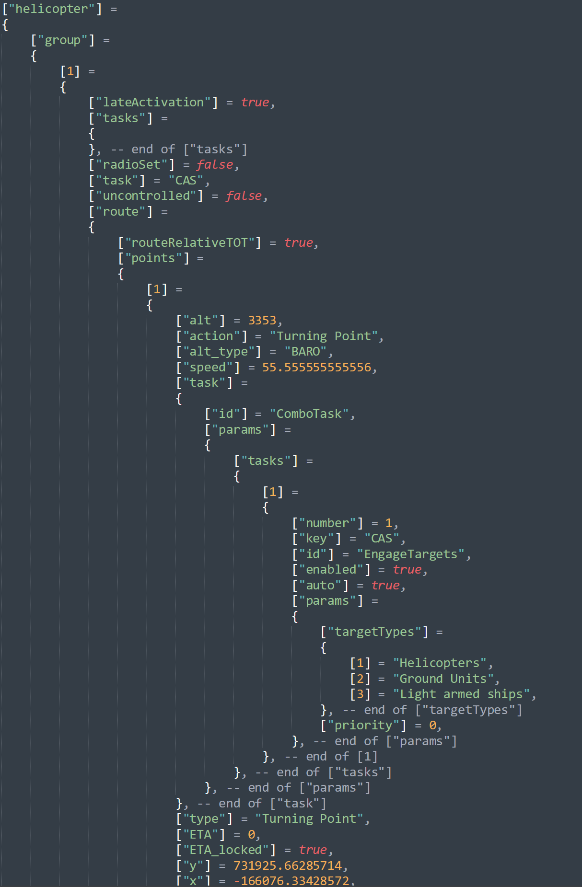 ["helicopter"] =
{
["group"] =
{
[1] =
{
["lateActivation"] = true,
["tasks"] =
{
}, -- end of ["tasks"]
["radioSet"] = false,
["task"] = "CAS",
["uncontrolled"] = false,
["route"] =
{
["routeRelativeTOT"] = true,
["points"] =
{
[1] =
{
["alt"] = 3353,
["action"] = "Turning Point",
["alt_type"] = "BARO",
["speed"] = 55.555555555556,
["task"] =
{
["id"] = "ComboTask",
["params"] =
{
["tasks"] =
{
[1] =
{
["number"] = 1,
["key"] = "CAS",
["id"] = "EngageTargets",
["enabled"] = true,
["auto"] = true,
["params"] =
{
["targetTypes"] =
{
[1] = "Helicopters",
[2] = "Ground Units",
[3] = "Light armed ships",
}, -- end of ["targetTypes"]
["priority"] = 0,
}, -- end of ["params"]
}, -- end of [1]
}, -- end of ["tasks"]
}, -- end of ["params"]
}, -- end of ["task"]
["type"] = "Turning Point",
["ETA"] = 0,
["ETA_locked"] = true,
["y"] = 731925.66285714,
["x"] = -166076.33428572,